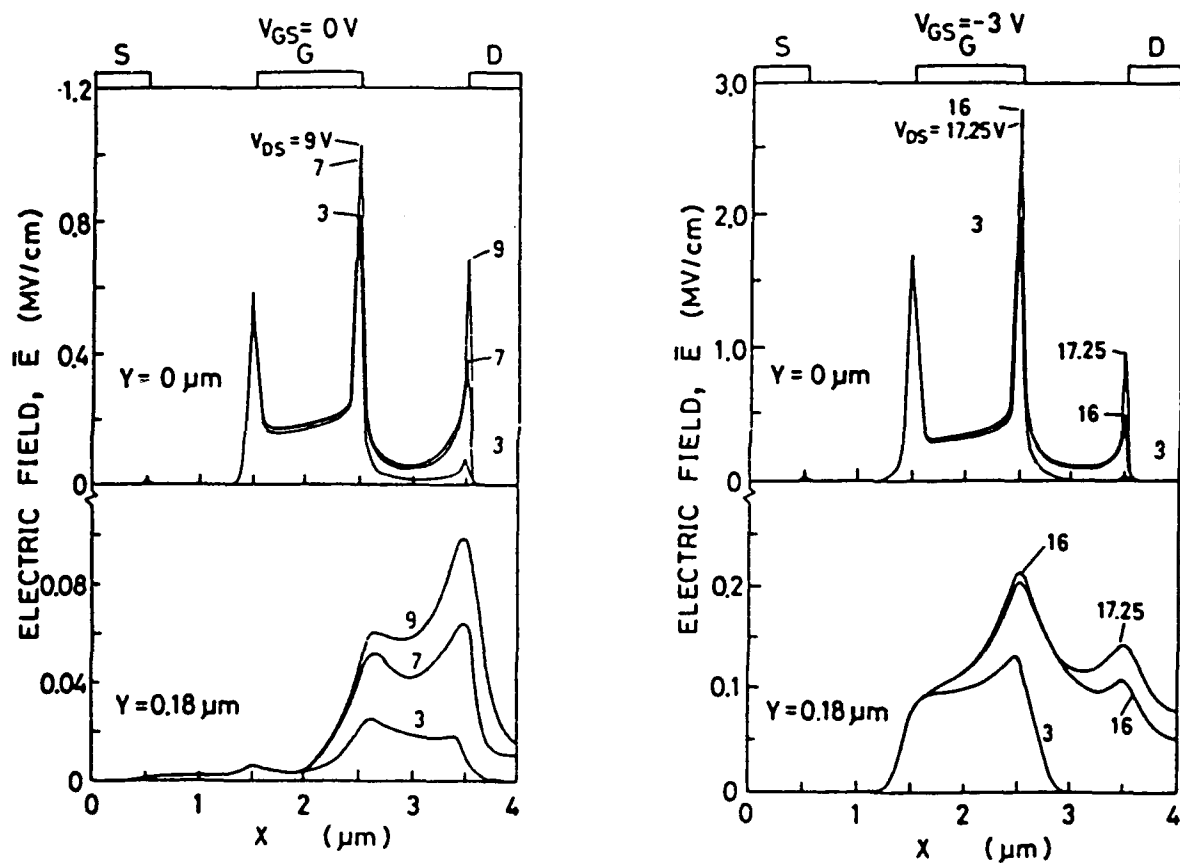 V_GS = 0 V
S G D
1.2
V_DS = 9 V
7
1.0
0.8
3
9
0.4
7
Y = 0 μm
3
0
ELECTRIC FIELD, E̅ (MV/cm)
0.08
9
7
0.04
Y = 0.18 μm
3
0
0 1 2 3 4
X (μm)
V_GS = -3 V
S G D
3.0
16
V_DS = 17.25 V
2.0
3
ELECTRIC FIELD, E̅ (MV/cm)
17.25
1.0
Y = 0 μm
16
3
0
16
0.2
17.25
0.1
Y = 0.18 μm
3
16
0
0 1 2 3 4
X (μm)